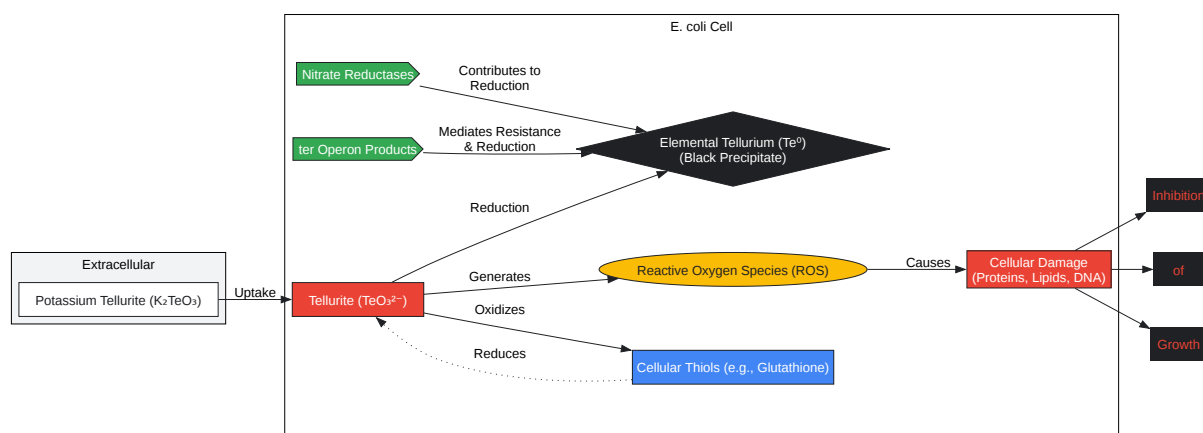 E. coli Cell
Nitrate Reductases
Contributes to
Reduction
ter Operon Products
Mediates Resistance
& Reduction
Elemental Tellurium (Te⁰)
(Black Precipitate)
Reduction
Extracellular
Potassium Tellurite (K₂TeO₃)
Uptake
Tellurite (TeO₃²⁻)
Generates
Reactive Oxygen Species (ROS)
Causes
Cellular Damage
(Proteins, Lipids, DNA)
Oxidizes
Reduces
Cellular Thiols (e.g., Glutathione)
Inhibition
of
Growth